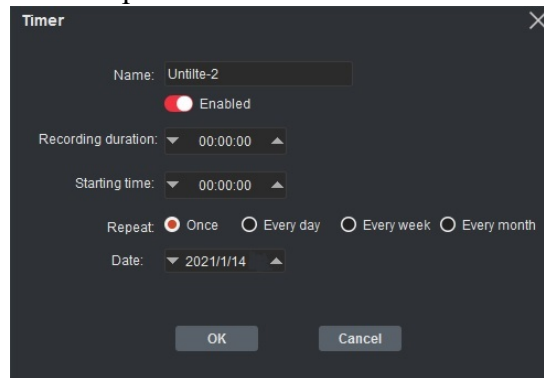 Timer
Name: Untilte-2
Enabled
Recording duration: 00:00:00
Starting time: 00:00:00
Repeat: Once Every day Every week Every month
Date: 2021/1/14
OK Cancel